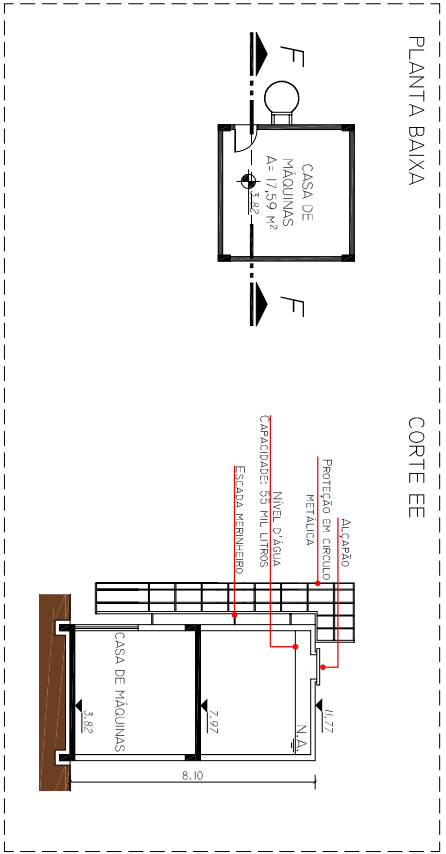 PLANTA BAIXA
F
F
CASA DE
MÁQUINAS
A= 17,59 M²
3.82
CORTE EE
ALÇAPÃO
PROTEÇÃO EM CIRCULO
METÁLICA
NÍVEL D'ÁGUA
CAPACIDADE: 55 MIL LITROS
ESCADA MERINHEIRO
11.77
N.A.
7.97
CASA DE MÁQUINAS
3.82
8.10